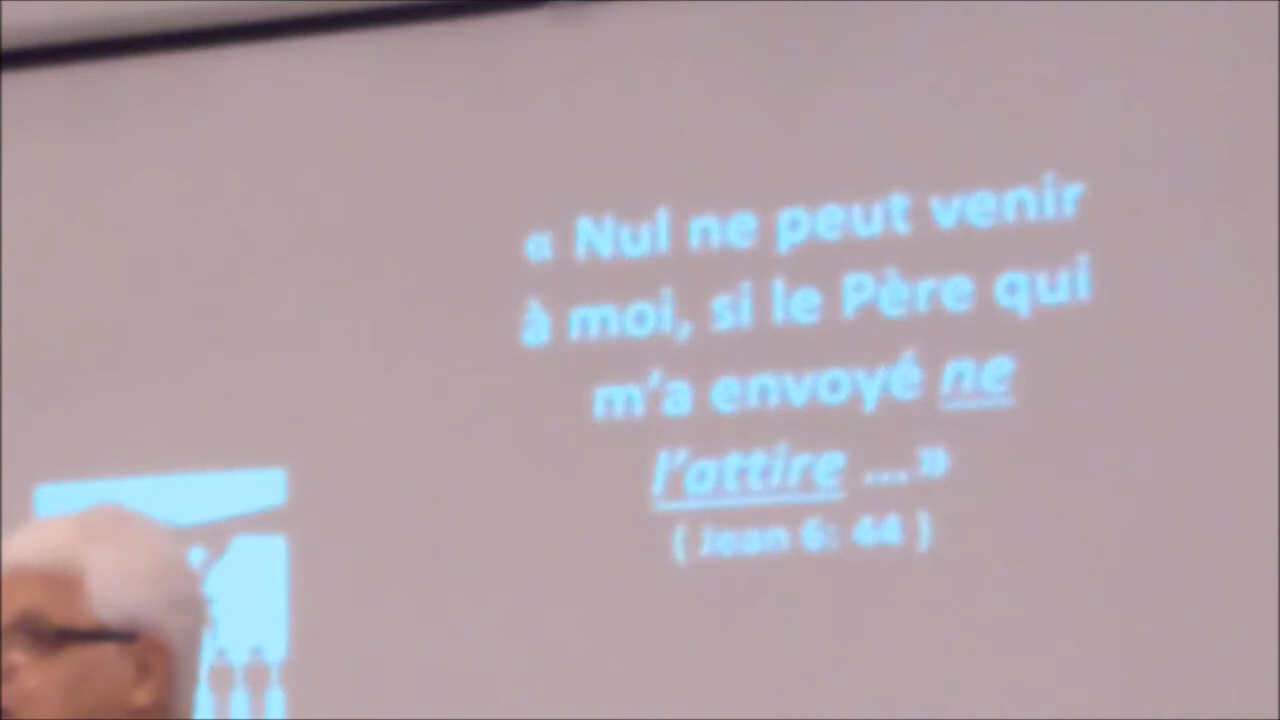 « Nul ne peut venir
à moi, si le Père qui
m'a envoyé ne
l'attire ...»
( Jean 6: 44 )